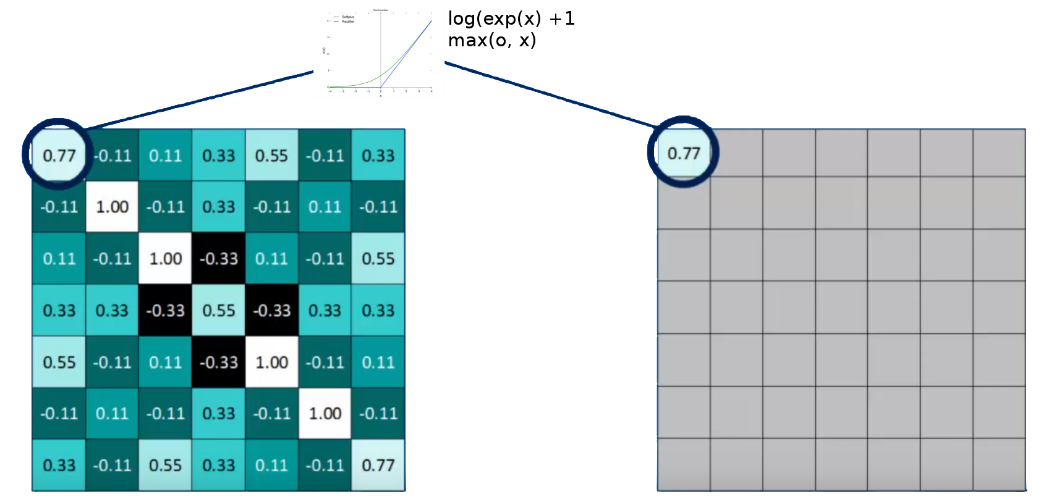 log(exp(x) +1
max(o, x)
0.77 -0.11 0.11 0.33 0.55 -0.11 0.33
-0.11 1.00 -0.11 0.33 -0.11 0.11 -0.11
0.11 -0.11 1.00 -0.33 0.11 -0.11 0.55
0.33 0.33 -0.33 0.55 -0.33 0.33 0.33
0.55 -0.11 0.11 -0.33 1.00 -0.11 0.11
-0.11 0.11 -0.11 0.33 -0.11 1.00 -0.11
0.33 -0.11 0.55 0.33 0.11 -0.11 0.77
0.77